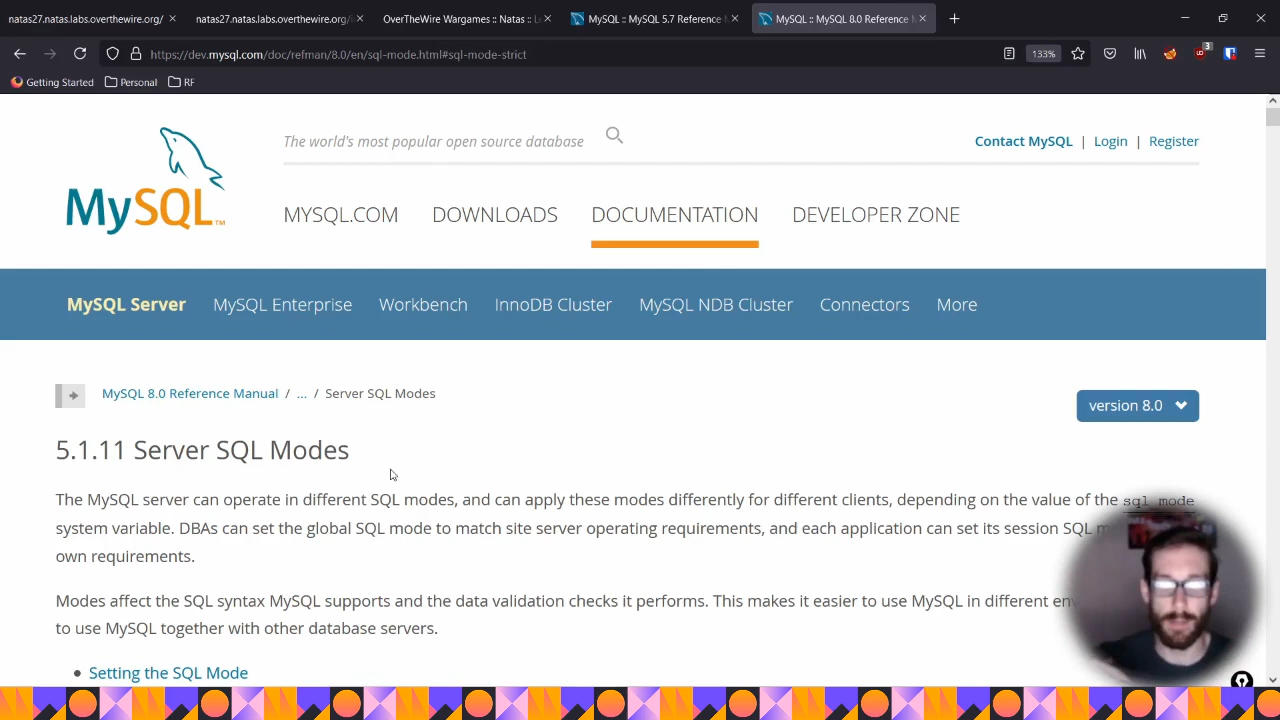 natas27.natas.labs.overthewire.org/
natas27.natas.labs.overthewire.org/i
OverTheWire Wargames :: Natas :: L
MySQL :: MySQL 5.7 Reference
MySQL :: MySQL 8.0 Reference
https://dev.mysql.com/doc/refman/8.0/en/sql-mode.html#sql-mode-strict
133%
3
Getting Started
Personal
RF
The world's most popular open source database
Contact MySQL | Login | Register
MySQL™
MYSQL.COM
DOWNLOADS
DOCUMENTATION
DEVELOPER ZONE
MySQL Server
MySQL Enterprise
Workbench
InnoDB Cluster
MySQL NDB Cluster
Connectors
More
MySQL 8.0 Reference Manual / ... / Server SQL Modes
version 8.0
5.1.11 Server SQL Modes
The MySQL server can operate in different SQL modes, and can apply these modes differently for different clients, depending on the value of the sql_mode
system variable. DBAs can set the global SQL mode to match site server operating requirements, and each application can set its session SQL
own requirements.
Modes affect the SQL syntax MySQL supports and the data validation checks it performs. This makes it easier to use MySQL in different
to use MySQL together with other database servers.
• Setting the SQL Mode